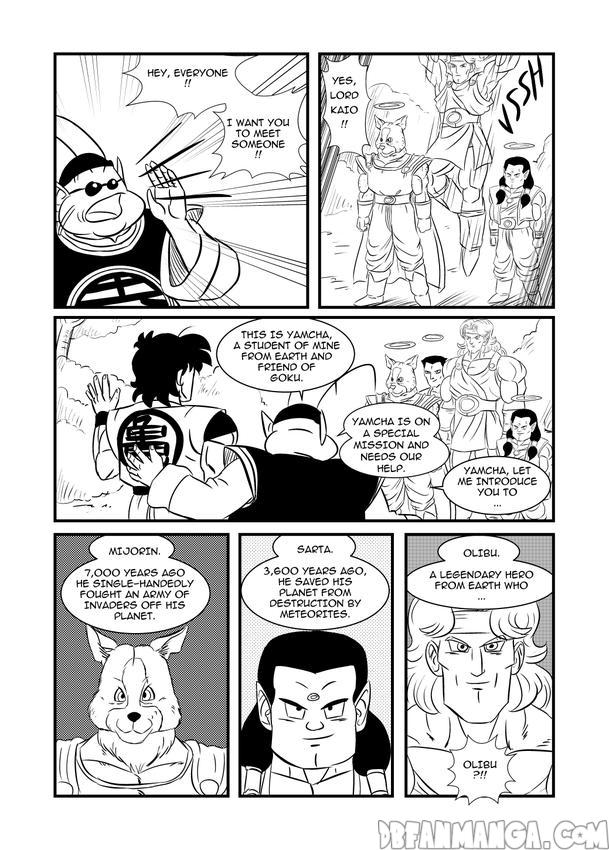 HEY, EVERYONE
!!
I WANT YOU TO
MEET
SOMEONE
!!
YES,
LORD
KAIO
!!
VSSH
THIS IS YAMCHA,
A STUDENT OF MINE
FROM EARTH AND
FRIEND OF
GOKU.
YAMCHA IS ON
A SPECIAL
MISSION AND
NEEDS OUR
HELP.
YAMCHA, LET
ME INTRODUCE
YOU TO
...
亀
MIJORIN.
7,000 YEARS AGO
HE SINGLE-HANDEDLY
FOUGHT AN ARMY OF
INVADERS OFF HIS
PLANET.
SARTA.
3,600 YEARS AGO,
HE SAVED HIS
PLANET FROM
DESTRUCTION BY
METEORITES.
OLIBU.
A LEGENDARY HERO
FROM EARTH WHO
...
OLIBU
?!!
DBFANMANGA.COM